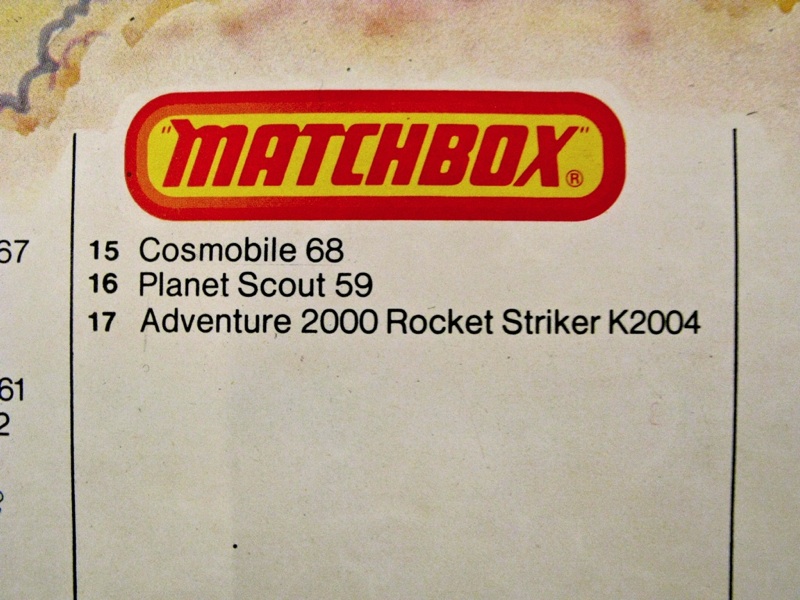 "MATCHBOX"®
15 Cosmobile 68
16 Planet Scout 59
17 Adventure 2000 Rocket Striker K2004
67
61
2